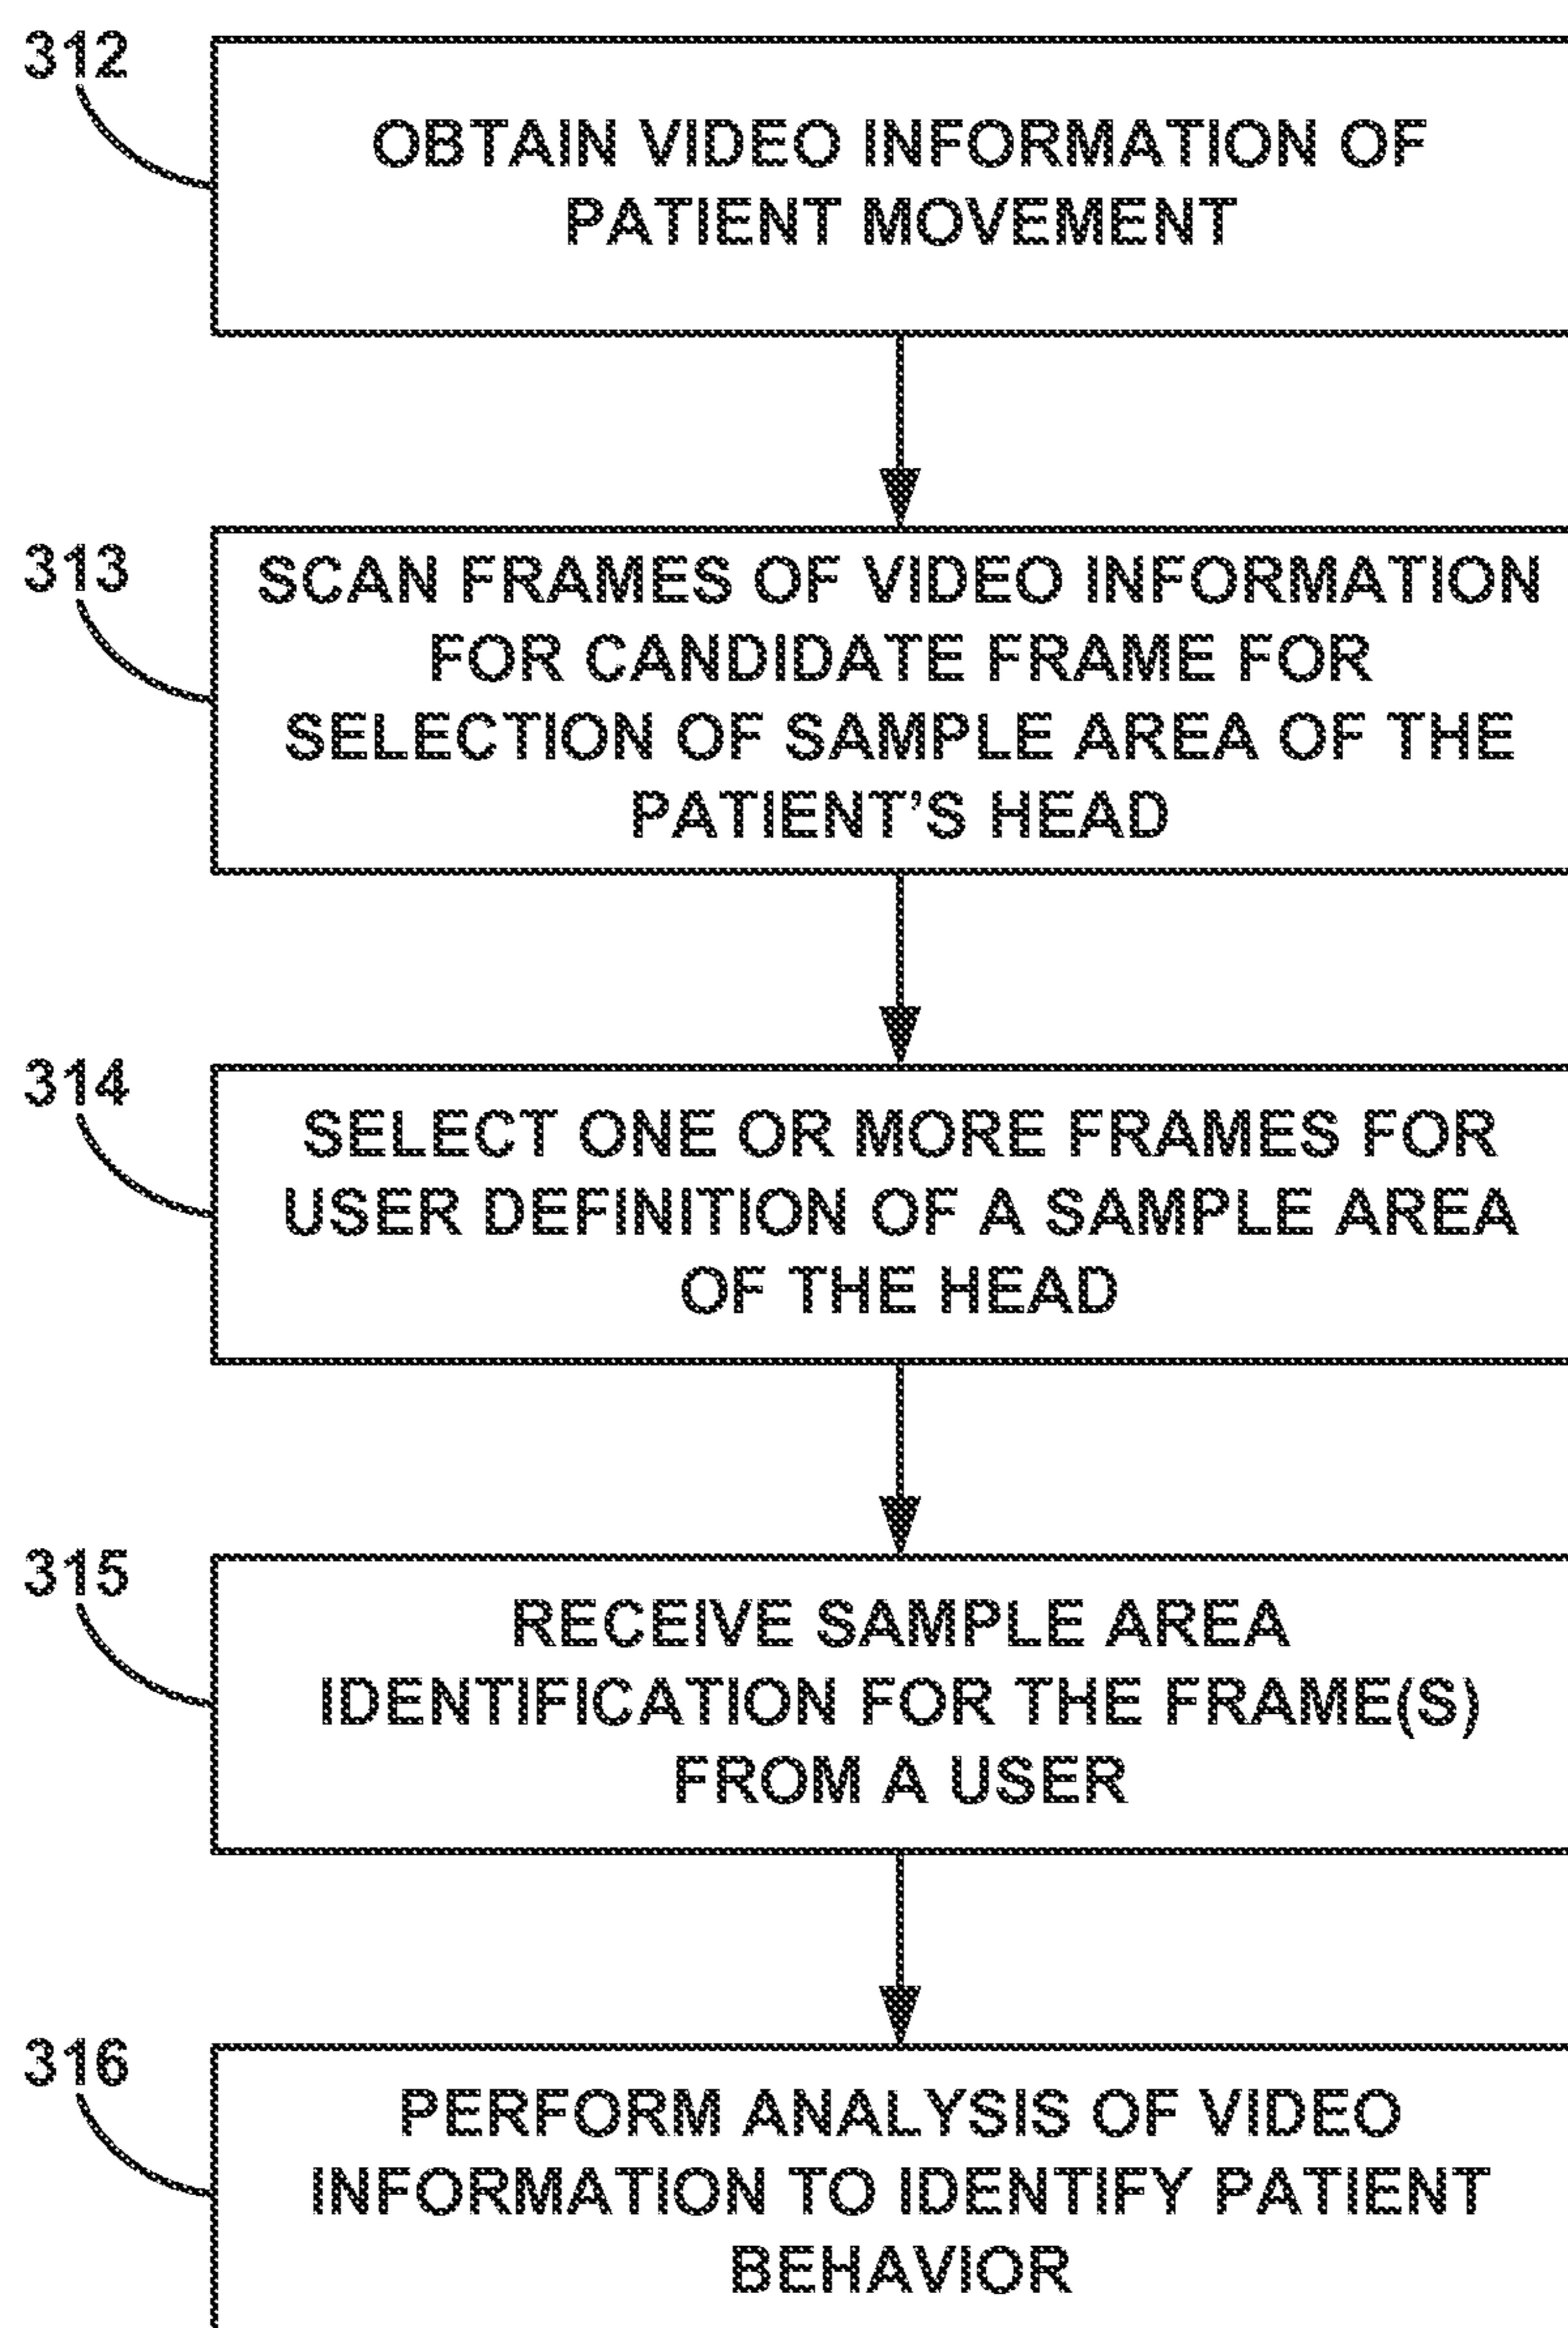 312
OBTAIN VIDEO INFORMATION OF
PATIENT MOVEMENT
313
SCAN FRAMES OF VIDEO INFORMATION
FOR CANDIDATE FRAME FOR
SELECTION OF SAMPLE AREA OF THE
PATIENT'S HEAD
314
SELECT ONE OR MORE FRAMES FOR
USER DEFINITION OF A SAMPLE AREA
OF THE HEAD
315
RECEIVE SAMPLE AREA
IDENTIFICATION FOR THE FRAME(S)
FROM A USER
316
PERFORM ANALYSIS OF VIDEO
INFORMATION TO IDENTIFY PATIENT
BEHAVIOR